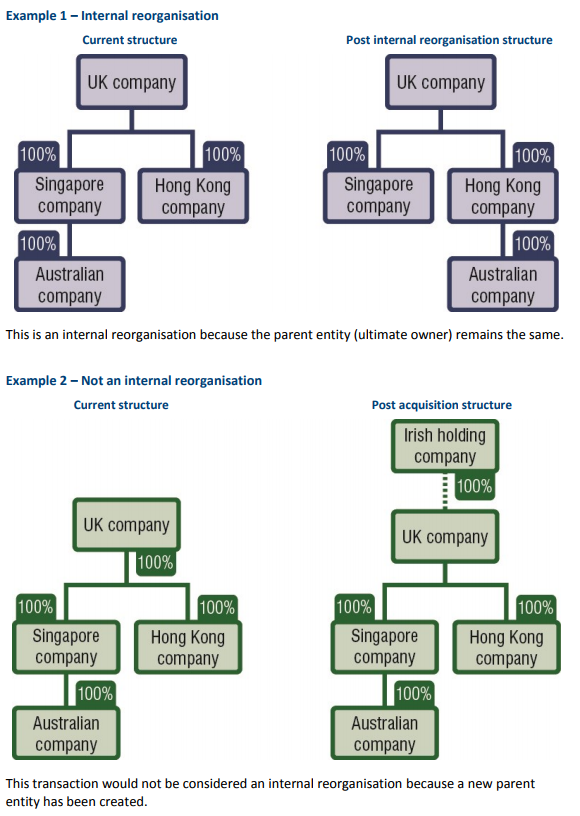 Example 1 – Internal reorganisation
Current structure
Post internal reorganisation structure
UK company
100%
100%
Singapore
company
Hong Kong
company
100%
Australian
company
UK company
100%
100%
Singapore
company
Hong Kong
company
100%
Australian
company
This is an internal reorganisation because the parent entity (ultimate owner) remains the same.
Example 2 – Not an internal reorganisation
Current structure
Post acquisition structure
UK company
100%
100%
100%
Singapore
company
Hong Kong
company
100%
Australian
company
Irish holding
company
100%
UK company
100%
100%
Singapore
company
Hong Kong
company
100%
Australian
company
This transaction would not be considered an internal reorganisation because a new parent
entity has been created.